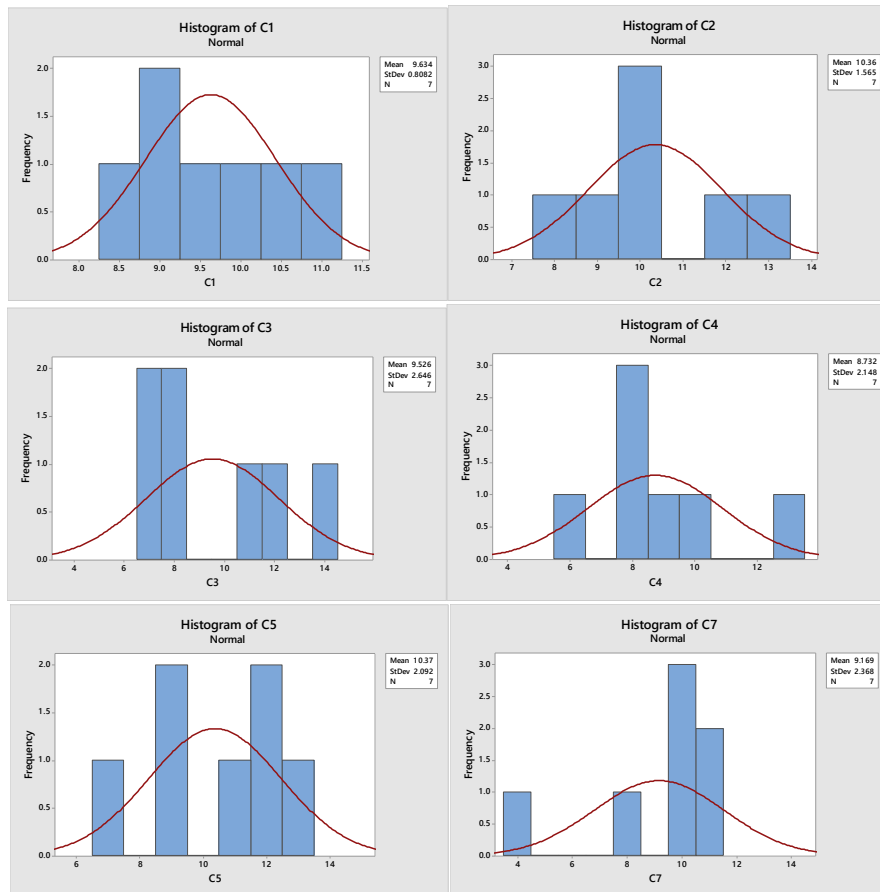 Histogram of C1
Normal
Mean 9.634
StDev 0.8082
N 7
2.0
1.5
1.0
0.5
0.0
Frequency
8.0 8.5 9.0 9.5 10.0 10.5 11.0 11.5
C1
Histogram of C2
Normal
Mean 10.36
StDev 1.565
N 7
3.0
2.5
2.0
1.5
1.0
0.5
0.0
Frequency
7 8 9 10 11 12 13 14
C2
Histogram of C3
Normal
Mean 9.526
StDev 2.646
N 7
2.0
1.5
1.0
0.5
0.0
Frequency
4 6 8 10 12 14
C3
Histogram of C4
Normal
Mean 8.732
StDev 2.148
N 7
3.0
2.5
2.0
1.5
1.0
0.5
0.0
Frequency
4 6 8 10 12
C4
Histogram of C5
Normal
Mean 10.37
StDev 2.092
N 7
2.0
1.5
1.0
0.5
0.0
Frequency
6 8 10 12 14
C5
Histogram of C7
Normal
Mean 9.169
StDev 2.368
N 7
3.0
2.5
2.0
1.5
1.0
0.5
0.0
Frequency
4 6 8 10 12 14
C7